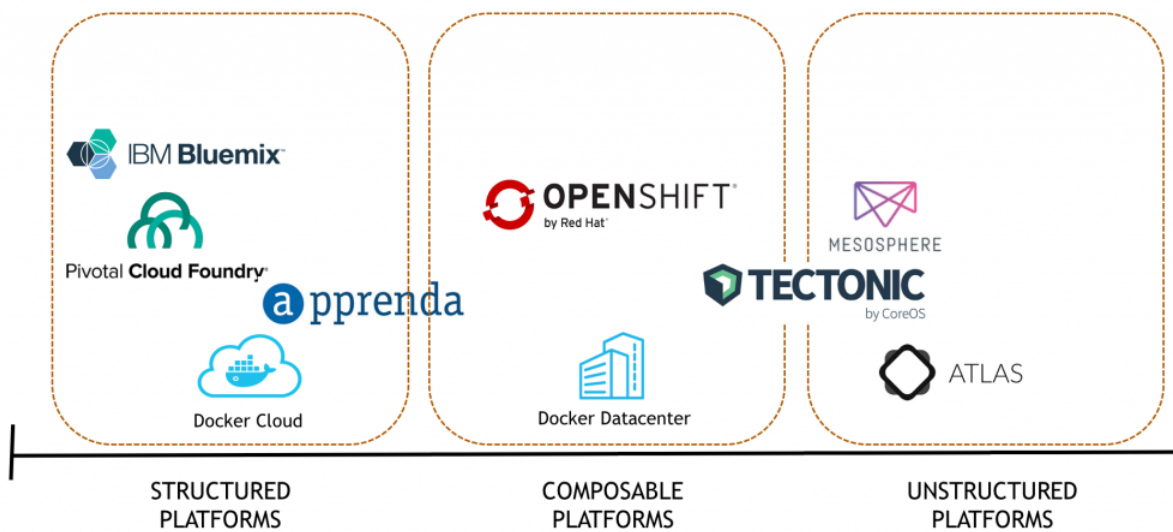 IBM Bluemix™
Pivotal Cloud Foundry®
apprenda
Docker Cloud
OPENSHIFT®
by Red Hat®
Docker Datacenter
MESOSPHERE
TECTONIC
by CoreOS
ATLAS
STRUCTURED
PLATFORMS
COMPOSABLE
PLATFORMS
UNSTRUCTURED
PLATFORMS